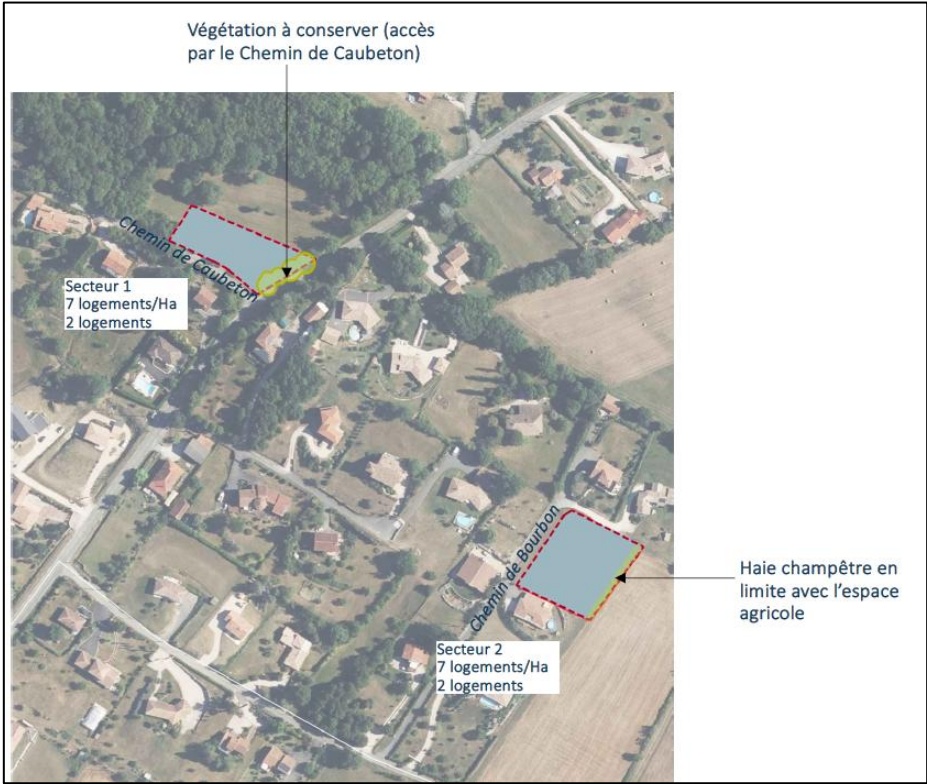 Végétation à conserver (accès
par le Chemin de Caubeton)
Chemin de Caubeton
Secteur 1
7 logements/Ha
2 logements
Chemin de Bourbon
Haie champêtre en
limite avec l'espace
agricole
Secteur 2
7 logements/Ha
2 logements